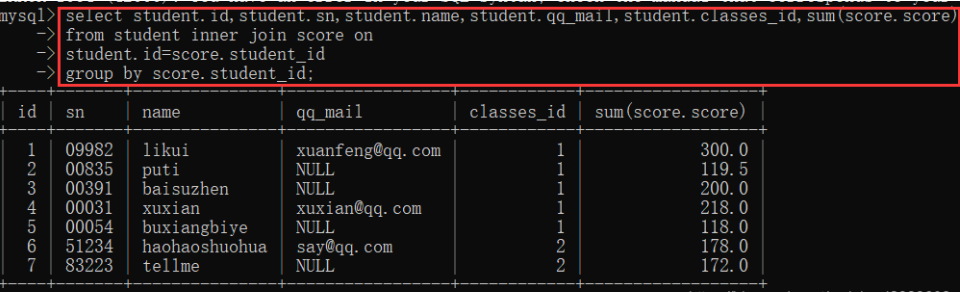 mysql> select student.id,student.sn,student.name,student.qq_mail,student.classes_id,sum(score.score)
-> from student inner join score on
-> student.id=score.student_id
-> group by score.student_id;
id | sn | name | qq_mail | classes_id | sum(score.score)
1 | 09982 | likui | xuanfeng@qq.com | 1 | 300.0
2 | 00835 | puti | NULL | 1 | 119.5
3 | 00391 | baisuzhen | NULL | 1 | 200.0
4 | 00031 | xuxian | xuxian@qq.com | 1 | 218.0
5 | 00054 | buxiangbiye | NULL | 1 | 118.0
6 | 51234 | haohaoshuohua | say@qq.com | 2 | 178.0
7 | 83223 | tellme | NULL | 2 | 172.0